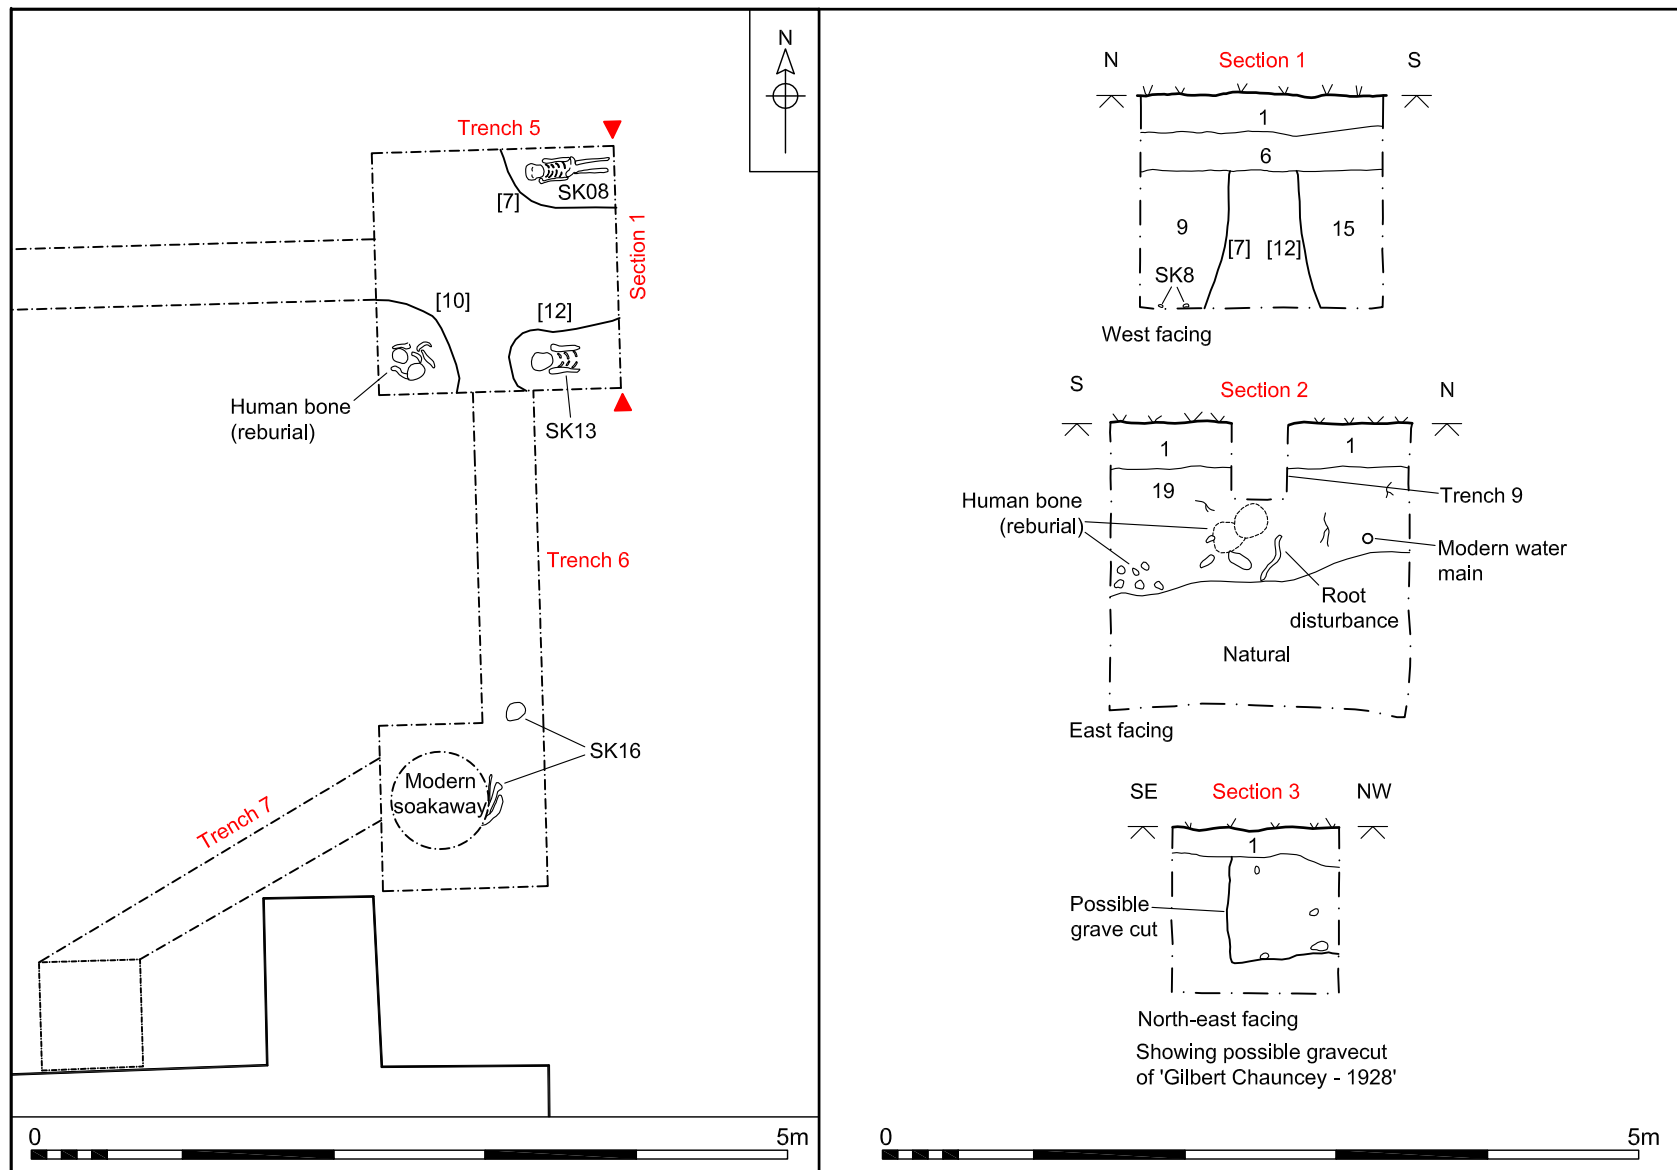 N
Trench 5
SK08
[7]
Section 1
[10]
[12]
Human bone
(reburial)
SK13
Trench 6
SK16
Modern
soakaway
Trench 7
0
5m
N
Section 1
S
1
6
9
15
[7]
[12]
SK8
West facing
S
Section 2
N
1
1
19
Trench 9
Human bone
(reburial)
Modern water
main
Root
disturbance
Natural
East facing
SE
Section 3
NW
1
Possible
grave cut
North-east facing
Showing possible gravecut
of 'Gilbert Chauncey - 1928'
0
5m